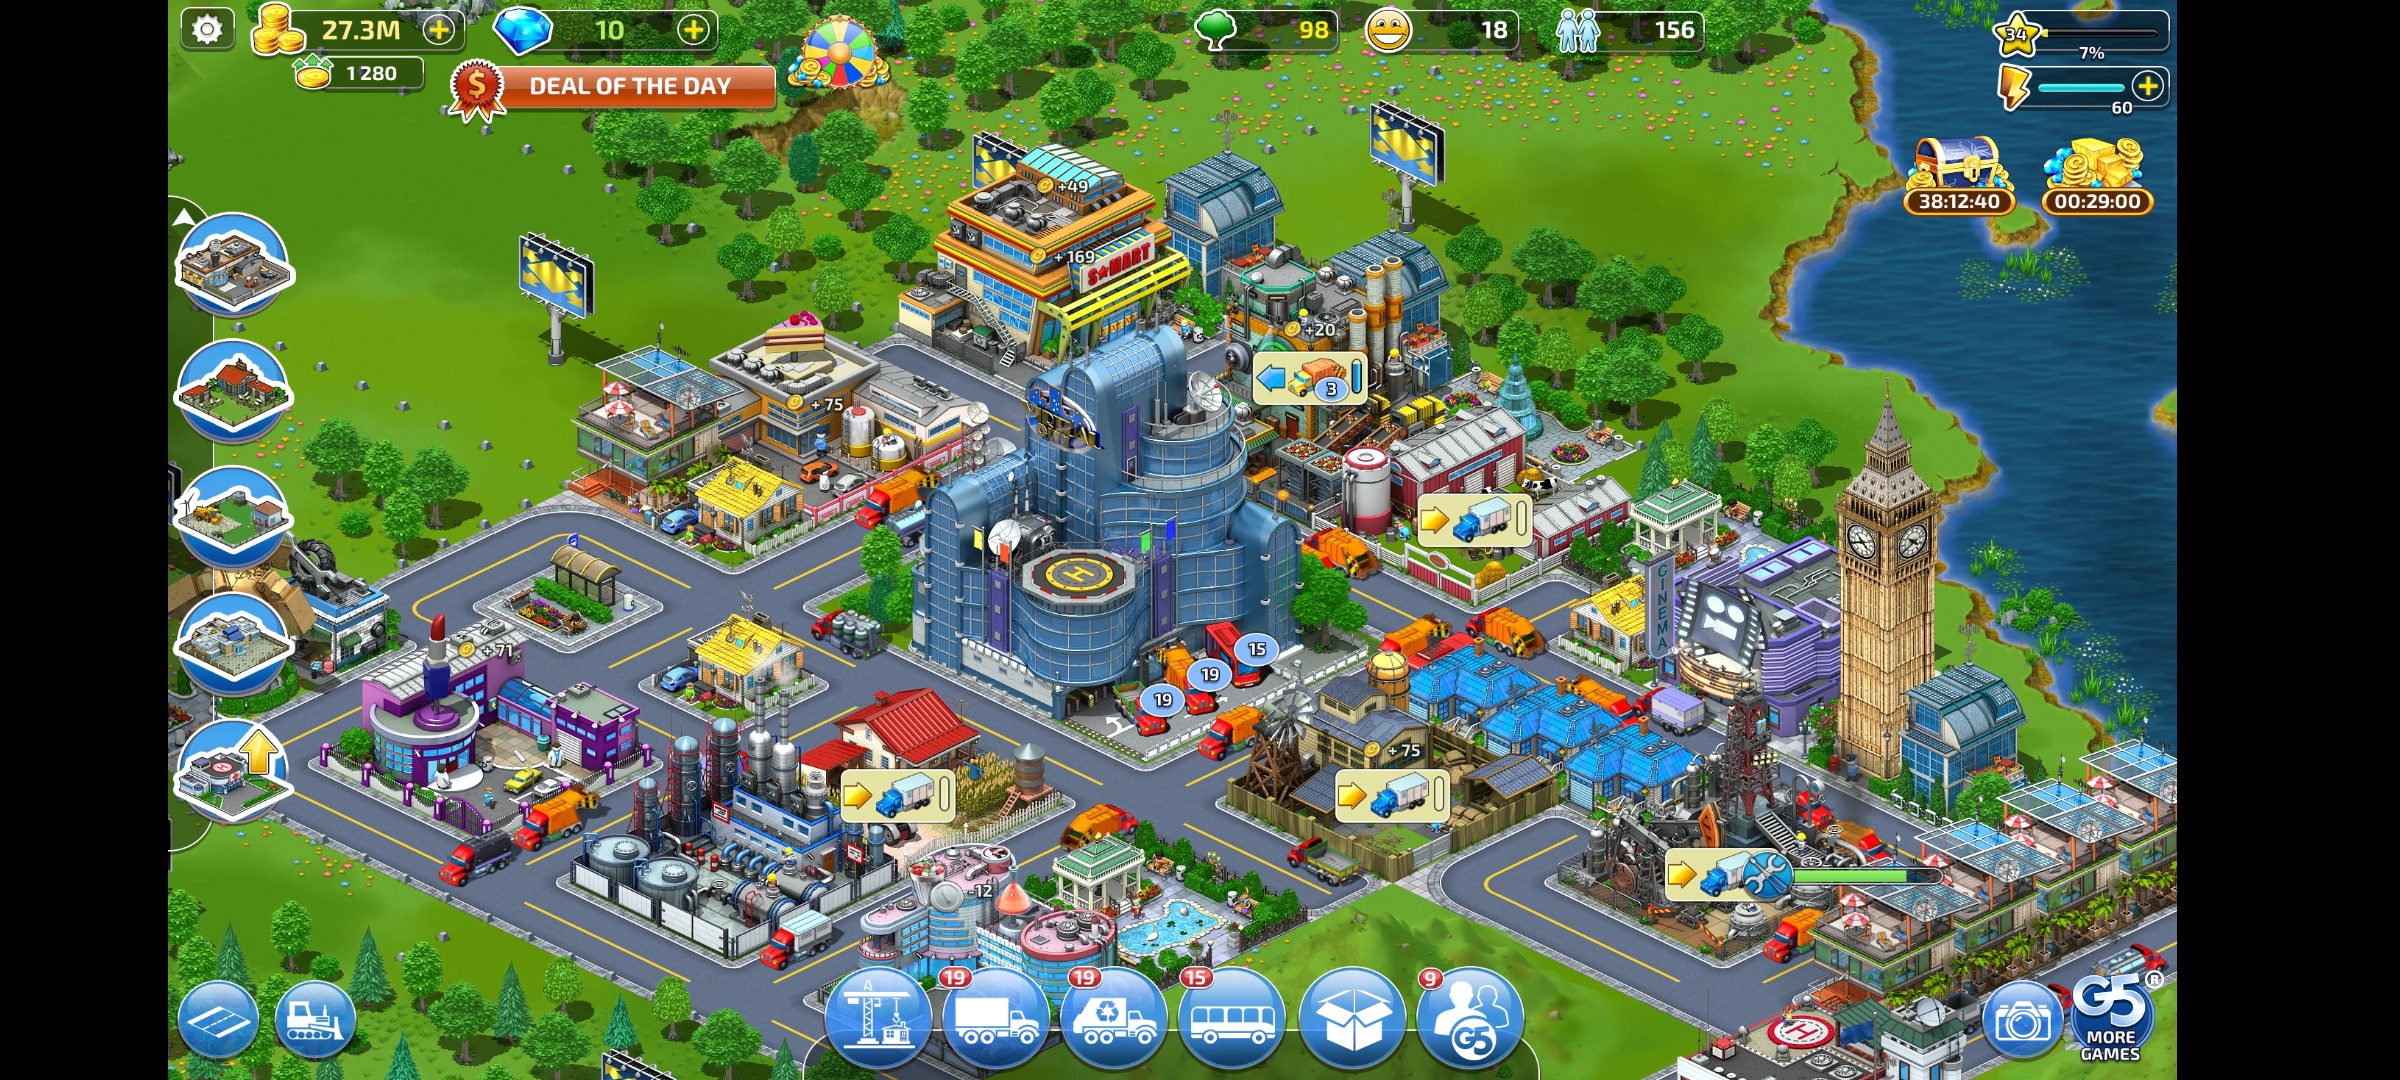 27.3M
10
98
18
156
34
7%
1 280
DEAL OF THE DAY
60
38:12:40
00:29:00
+49
+169
S★MART
+20
3
+75
H
CINEMA
15
19
19
+71
+75
-12
H
19
19
15
9
A
G5
G5®
MORE
GAMES